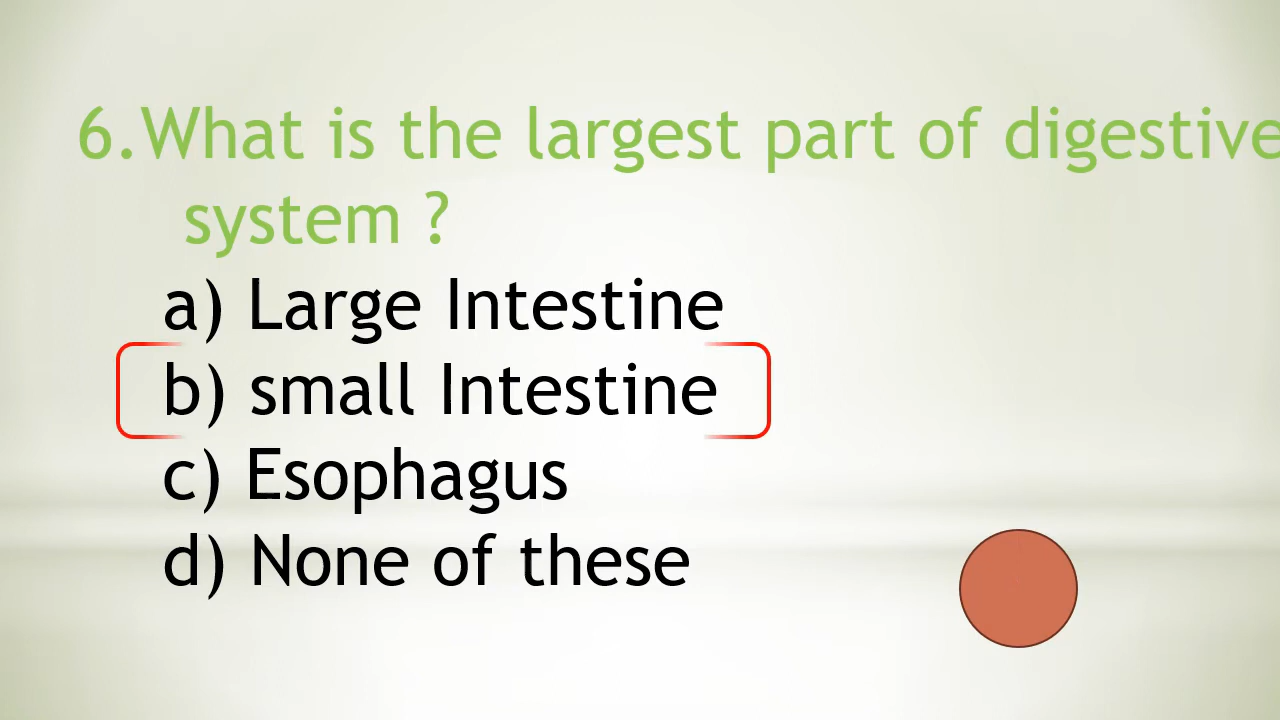 6.What is the largest part of digestive
system ?
a) Large Intestine
b) small Intestine
c) Esophagus
d) None of these